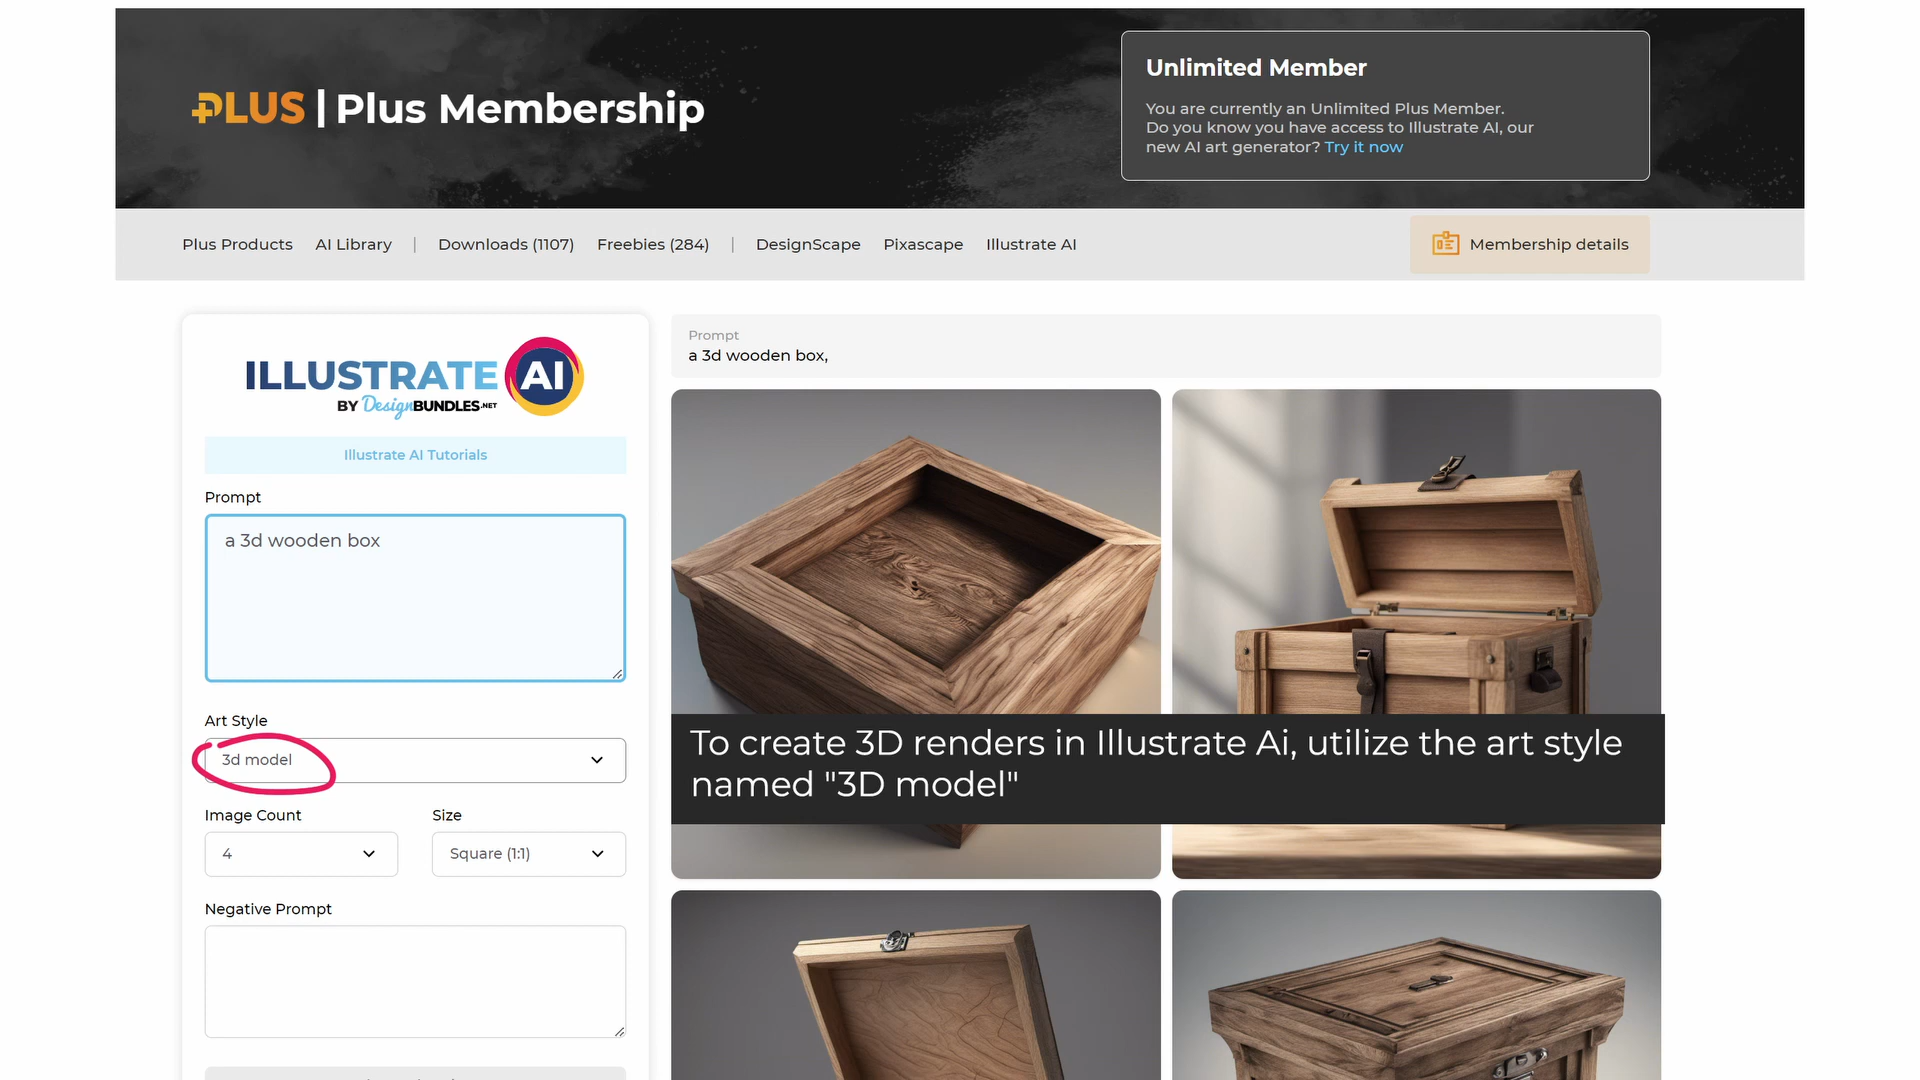 PLUS | Plus Membership
Unlimited Member
You are currently an Unlimited Plus Member.
Do you know you have access to Illustrate AI, our
new AI art generator? Try it now
Plus Products AI Library | Downloads (1107) Freebies (284) | DesignScape Pixascape Illustrate AI
Membership details
ILLUSTRATE AI
BY DesignBUNDLES.NET
Illustrate AI Tutorials
Prompt
a 3d wooden box
Art Style
3d model
Image Count Size
4 Square (1:1)
Negative Prompt
Prompt
a 3d wooden box,
To create 3D renders in Illustrate Ai, utilize the art style
named "3D model"